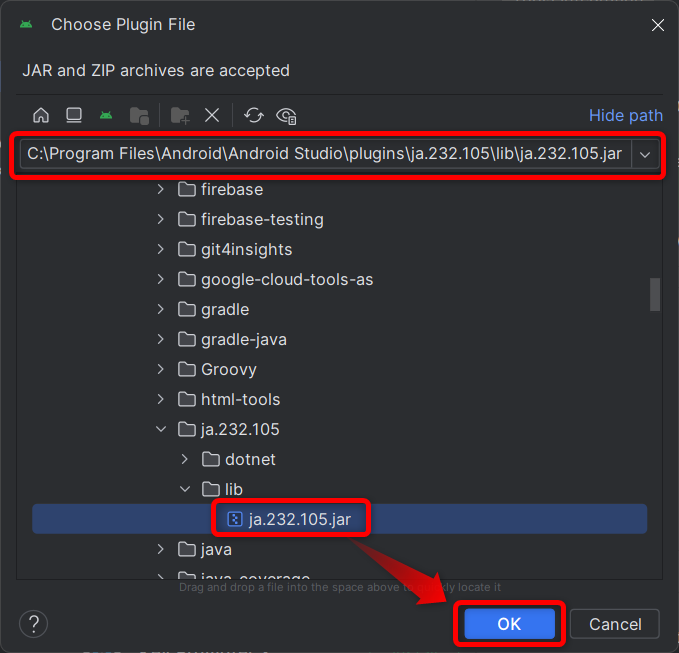 Choose Plugin File
JAR and ZIP archives are accepted
Hide path
C:\Program Files\Android\Android Studio\plugins\ja.232.105\lib\ja.232.105.jar
firebase
firebase-testing
git4insights
google-cloud-tools-as
gradle
gradle-java
Groovy
html-tools
ja.232.105
dotnet
lib
ja.232.105.jar
java
java-coverage
Drag and drop a file into the space above to quickly locate it
?
OK
Cancel